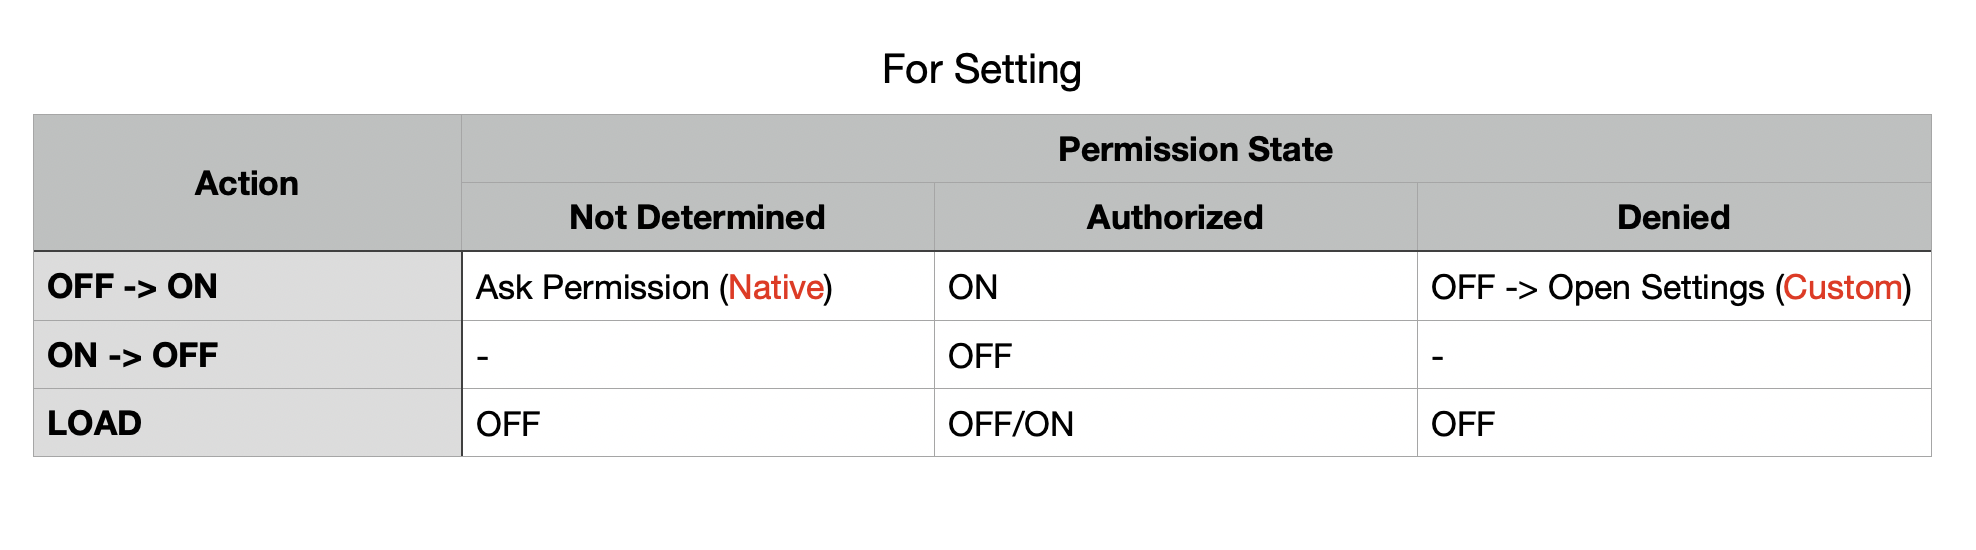 For Setting
Action
Permission State
Not Determined
Authorized
Denied
OFF -> ON
Ask Permission (Native)
ON
OFF -> Open Settings (Custom)
ON -> OFF
-
OFF
-
LOAD
OFF
OFF/ON
OFF